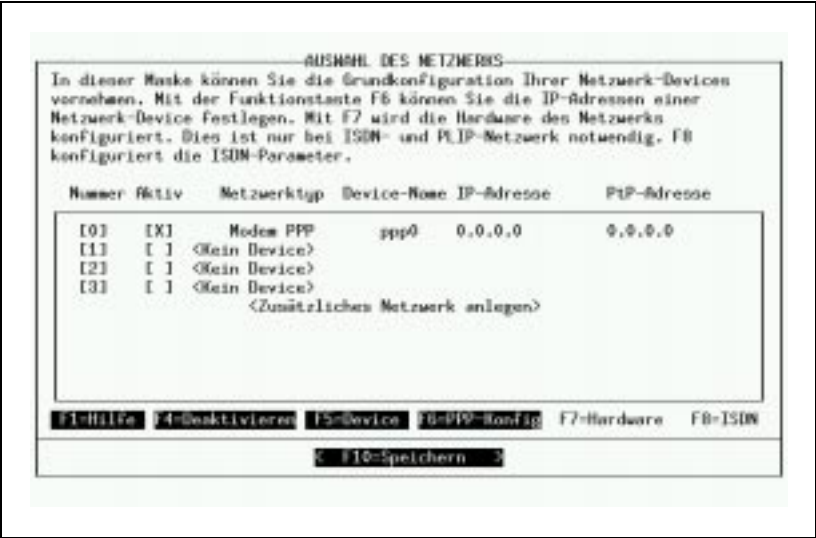 AUSWAHL DES NETZWERKS
In dieser Maske können Sie die Grundkonfiguration Ihrer Netzwerk-Devices
vornehmen. Mit der Funktionstaste F6 können Sie die IP-Adressen einer
Netzwerk-Device festlegen. Mit F7 wird die Hardware des Netzwerks
konfiguriert. Dies ist nur bei ISDN- und PLIP-Netzwerk notwendig. F8
konfiguriert die ISDN-Parameter.
Nummer Aktiv Netzwerktyp Device-Name IP-Adresse PtP-Adresse
[0] [X] Modem PPP ppp0 0.0.0.0 0.0.0.0
[1] [ ] <Kein Device>
[2] [ ] <Kein Device>
[3] [ ] <Kein Device>
<Zusätzliches Netzwerk anlegen>
F1=Hilfe F4=Deaktivieren F5=Device F6=PPP-Konfig F7=Hardware F8=ISDN
< F10=Speichern >